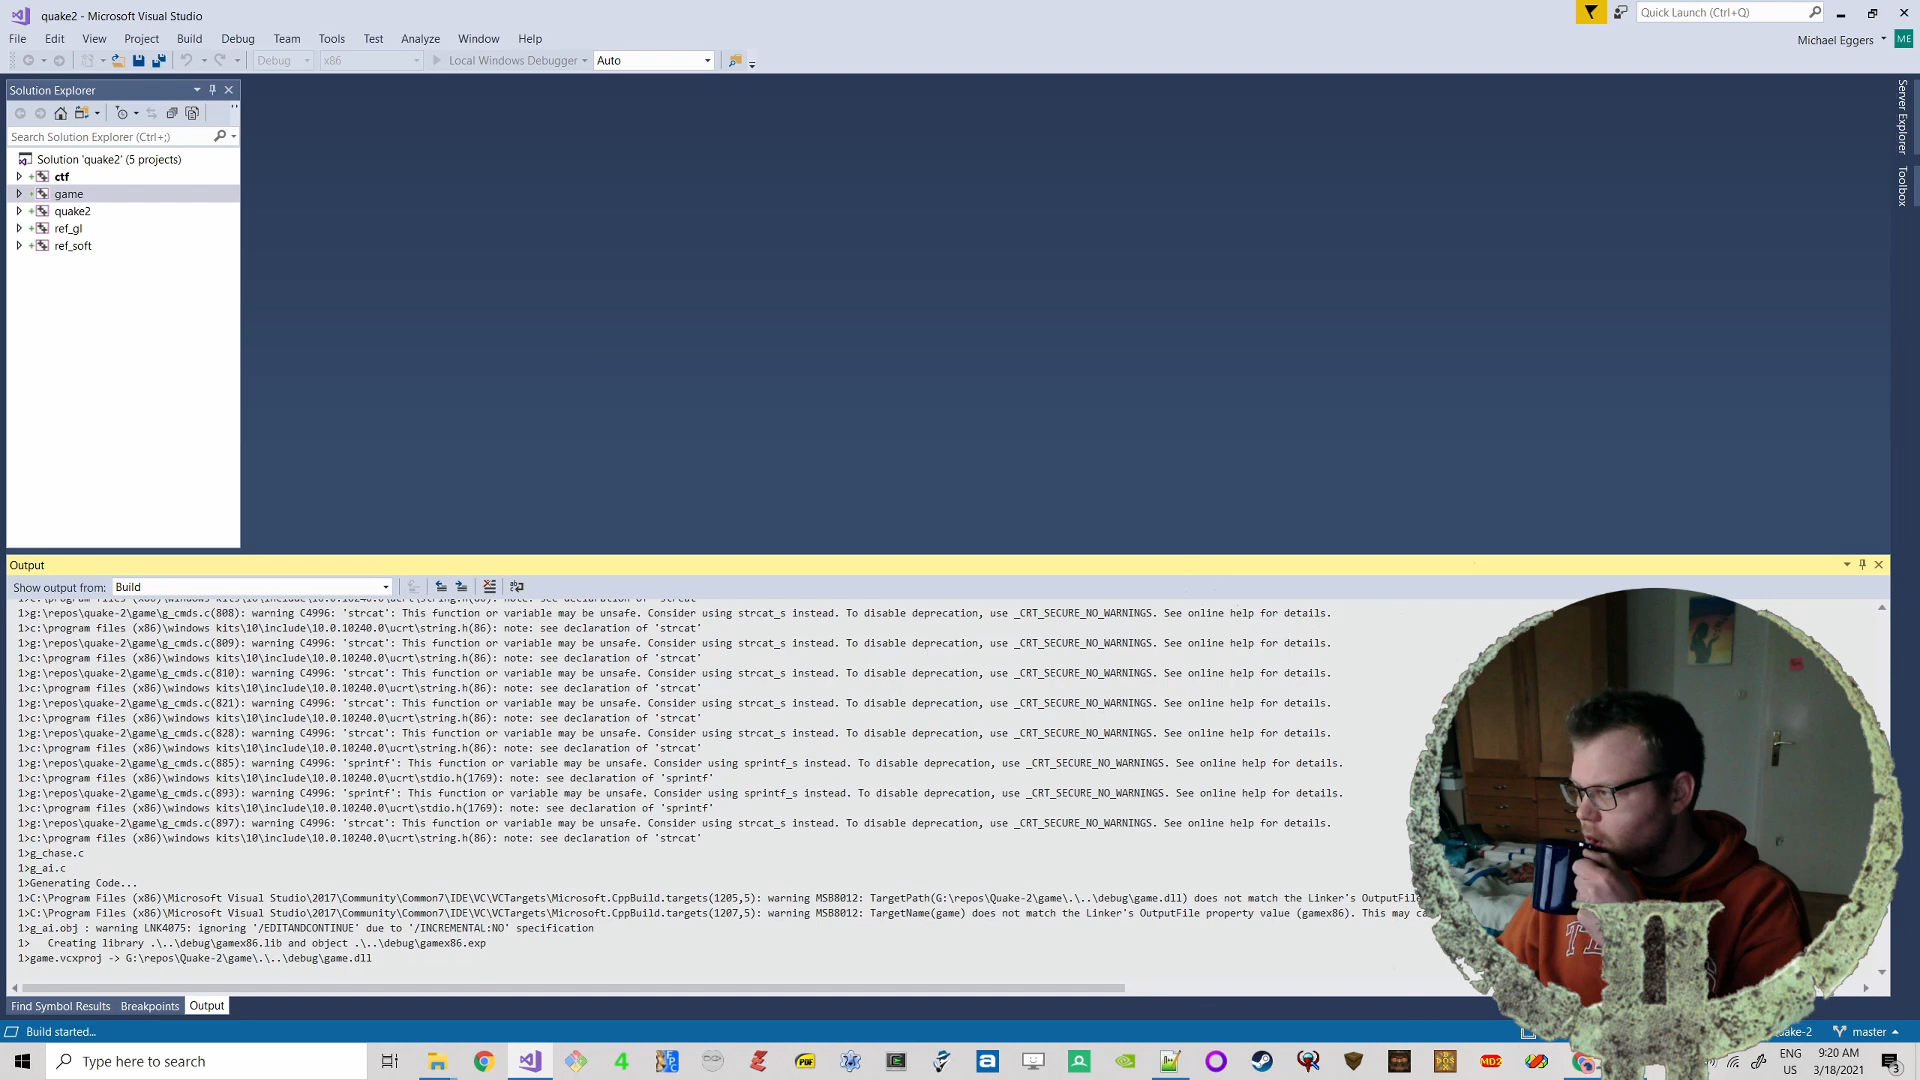 quake2 - Microsoft Visual Studio
Quick Launch (Ctrl+Q)
File Edit View Project Build Debug Team Tools Test Analyze Window Help
Michael Eggers ME
Debug x86 Local Windows Debugger Auto
Solution Explorer
Search Solution Explorer (Ctrl+;)
Solution 'quake2' (5 projects)
ctf
game
quake2
ref_gl
ref_soft
Server Explorer
Toolbox
Output
Show output from: Build
1>g:\repos\quake-2\game\g_cmds.c(808): warning C4996: 'strcat': This function or variable may be unsafe. Consider using strcat_s instead. To disable deprecation, use _CRT_SECURE_NO_WARNINGS. See online help for details.
1>c:\program files (x86)\windows kits\10\include\10.0.10240.0\ucrt\string.h(86): note: see declaration of 'strcat'
1>g:\repos\quake-2\game\g_cmds.c(809): warning C4996: 'strcat': This function or variable may be unsafe. Consider using strcat_s instead. To disable deprecation, use _CRT_SECURE_NO_WARNINGS. See online help for details.
1>c:\program files (x86)\windows kits\10\include\10.0.10240.0\ucrt\string.h(86): note: see declaration of 'strcat'
1>g:\repos\quake-2\game\g_cmds.c(810): warning C4996: 'strcat': This function or variable may be unsafe. Consider using strcat_s instead. To disable deprecation, use _CRT_SECURE_NO_WARNINGS. See online help for details.
1>c:\program files (x86)\windows kits\10\include\10.0.10240.0\ucrt\string.h(86): note: see declaration of 'strcat'
1>g:\repos\quake-2\game\g_cmds.c(821): warning C4996: 'strcat': This function or variable may be unsafe. Consider using strcat_s instead. To disable deprecation, use _CRT_SECURE_NO_WARNINGS. See online help for details.
1>c:\program files (x86)\windows kits\10\include\10.0.10240.0\ucrt\string.h(86): note: see declaration of 'strcat'
1>g:\repos\quake-2\game\g_cmds.c(828): warning C4996: 'strcat': This function or variable may be unsafe. Consider using strcat_s instead. To disable deprecation, use _CRT_SECURE_NO_WARNINGS. See online help for details.
1>c:\program files (x86)\windows kits\10\include\10.0.10240.0\ucrt\string.h(86): note: see declaration of 'strcat'
1>g:\repos\quake-2\game\g_cmds.c(885): warning C4996: 'sprintf': This function or variable may be unsafe. Consider using sprintf_s instead. To disable deprecation, use _CRT_SECURE_NO_WARNINGS. See online help for details.
1>c:\program files (x86)\windows kits\10\include\10.0.10240.0\ucrt\stdio.h(1769): note: see declaration of 'sprintf'
1>g:\repos\quake-2\game\g_cmds.c(893): warning C4996: 'sprintf': This function or variable may be unsafe. Consider using sprintf_s instead. To disable deprecation, use _CRT_SECURE_NO_WARNINGS. See online help for details.
1>c:\program files (x86)\windows kits\10\include\10.0.10240.0\ucrt\stdio.h(1769): note: see declaration of 'sprintf'
1>g:\repos\quake-2\game\g_cmds.c(897): warning C4996: 'strcat': This function or variable may be unsafe. Consider using strcat_s instead. To disable deprecation, use _CRT_SECURE_NO_WARNINGS. See online help for details.
1>c:\program files (x86)\windows kits\10\include\10.0.10240.0\ucrt\string.h(86): note: see declaration of 'strcat'
1>g_chase.c
1>g_ai.c
1>Generating Code...
1>C:\Program Files (x86)\Microsoft Visual Studio\2017\Community\Common7\IDE\VC\VCTargets\Microsoft.CppBuild.targets(1205,5): warning MSB8012: TargetPath(G:\repos\Quake-2\game\.\..\debug\game.dll) does not match the Linker's OutputFile
1>C:\Program Files (x86)\Microsoft Visual Studio\2017\Community\Common7\IDE\VC\VCTargets\Microsoft.CppBuild.targets(1207,5): warning MSB8012: TargetName(game) does not match the Linker's OutputFile property value (gamex86). This may
1>g_ai.obj : warning LNK4075: ignoring '/EDITANDCONTINUE' due to '/INCREMENTAL:NO' specification
1>   Creating library .\..\debug\gamex86.lib and object .\..\debug\gamex86.exp
1>game.vcxproj -> G:\repos\Quake-2\game\.\..\debug\game.dll
Find Symbol Results Breakpoints Output
Build started... master
Type here to search
ENG 9:20 AM
US 3/18/2021